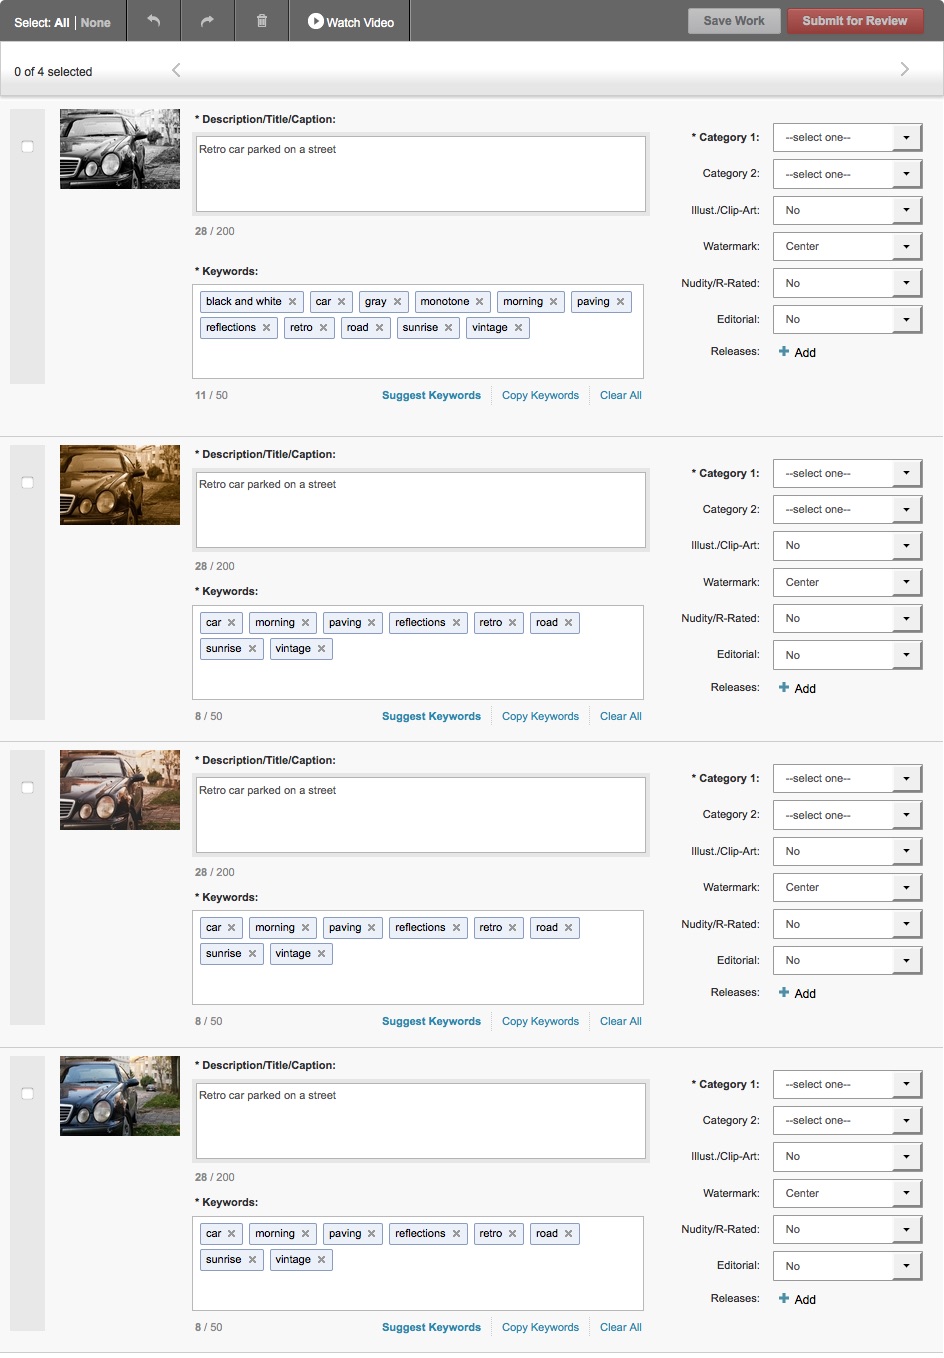 Select: All | None
Watch Video
Save Work
Submit for Review
0 of 4 selected
* Description/Title/Caption:
Retro car parked on a street
28 / 200
* Keywords:
black and white car gray monotone morning paving
reflections retro road sunrise vintage
11 / 50
Suggest Keywords Copy Keywords Clear All
* Category 1: --select one--
Category 2: --select one--
Illust./Clip-Art: No
Watermark: Center
Nudity/R-Rated: No
Editorial: No
Releases: Add
* Description/Title/Caption:
Retro car parked on a street
28 / 200
* Keywords:
car morning paving reflections retro road
sunrise vintage
8 / 50
Suggest Keywords Copy Keywords Clear All
* Category 1: --select one--
Category 2: --select one--
Illust./Clip-Art: No
Watermark: Center
Nudity/R-Rated: No
Editorial: No
Releases: Add
* Description/Title/Caption:
Retro car parked on a street
28 / 200
* Keywords:
car morning paving reflections retro road
sunrise vintage
8 / 50
Suggest Keywords Copy Keywords Clear All
* Category 1: --select one--
Category 2: --select one--
Illust./Clip-Art: No
Watermark: Center
Nudity/R-Rated: No
Editorial: No
Releases: Add
* Description/Title/Caption:
Retro car parked on a street
28 / 200
* Keywords:
car morning paving reflections retro road
sunrise vintage
8 / 50
Suggest Keywords Copy Keywords Clear All
* Category 1: --select one--
Category 2: --select one--
Illust./Clip-Art: No
Watermark: Center
Nudity/R-Rated: No
Editorial: No
Releases: Add